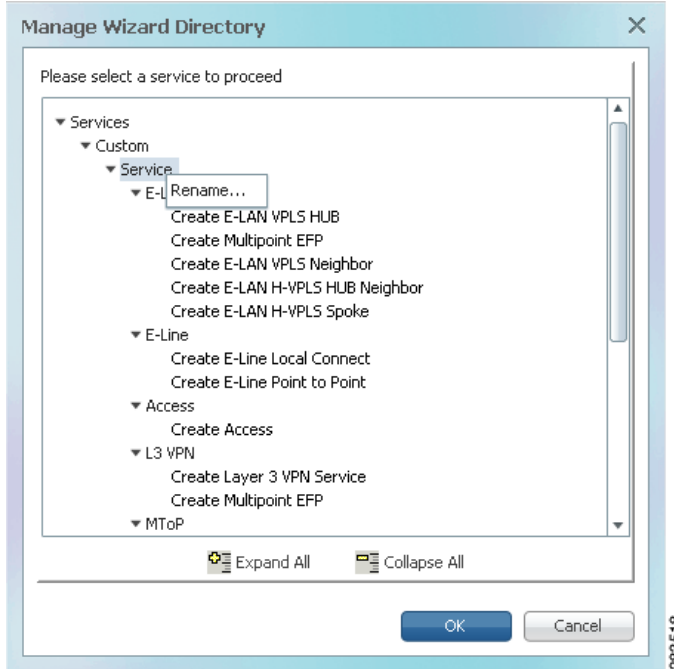 Manage Wizard Directory
Please select a service to proceed
Services
Custom
Service
Rename...
E-L
Create E-LAN VPLS HUB
Create Multipoint EFP
Create E-LAN VPLS Neighbor
Create E-LAN H-VPLS HUB Neighbor
Create E-LAN H-VPLS Spoke
E-Line
Create E-Line Local Connect
Create E-Line Point to Point
Access
Create Access
L3 VPN
Create Layer 3 VPN Service
Create Multipoint EFP
MToP
Expand All Collapse All
OK Cancel